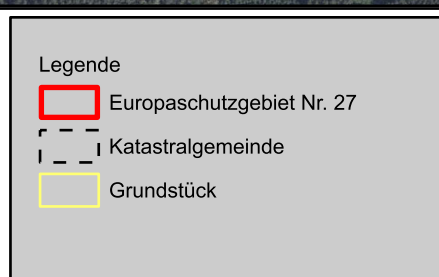 Legende
Europaschutzgebiet Nr. 27
Katastralgemeinde
Grundstück